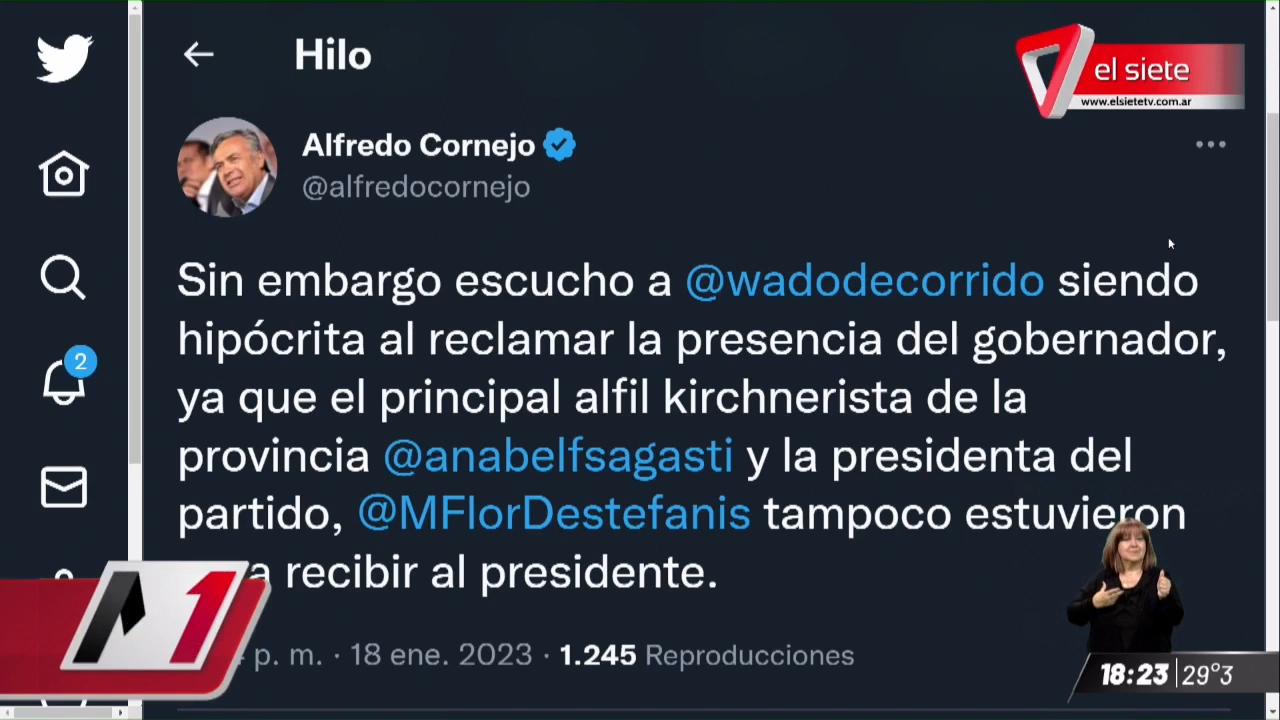 Hilo
el siete
www.elsietetv.com.ar
Alfredo Cornejo
@alfredocornejo
2
Sin embargo escucho a @wadodecorrido siendo
hipócrita al reclamar la presencia del gobernador,
ya que el principal alfil kirchnerista de la
provincia @anabelfsagasti y la presidenta del
partido, @MFlorDestefanis tampoco estuvieron
recibir al presidente.
p. m. · 18 ene. 2023 · 1.245 Reproducciones
18:23 29°3